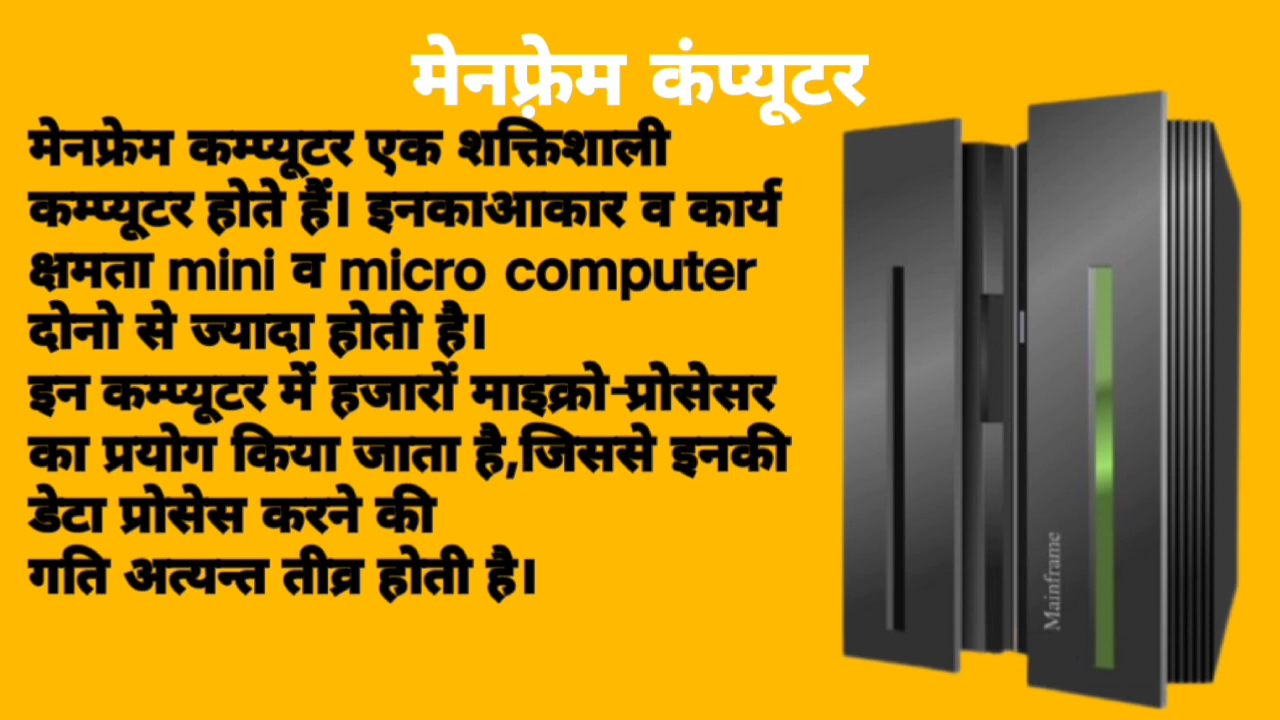 मेनफ़्रेम कंप्यूटर
मेनफ्रेम कम्प्यूटर एक शक्तिशाली
कम्प्यूटर होते हैं। इनकाआकार व कार्य
क्षमता mini व micro computer
दोनो से ज्यादा होती है।
इन कम्प्यूटर में हजारों माइक्रो-प्रोसेसर
का प्रयोग किया जाता है,जिससे इनकी
डेटा प्रोसेस करने की
गति अत्यन्त तीव्र होती है।
Mainframe